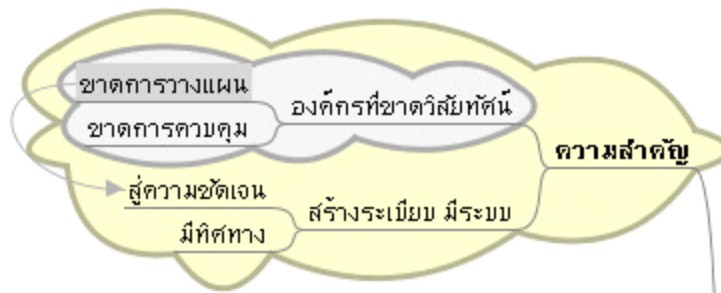 ขาดการวางแผน
องค์กรที่ขาดวิสัยทัศน์
ขาดการควบคุม
ความสำคัญ
สู่ความชัดเจน
สร้างระเบียบ มีระบบ
มีทิศทาง